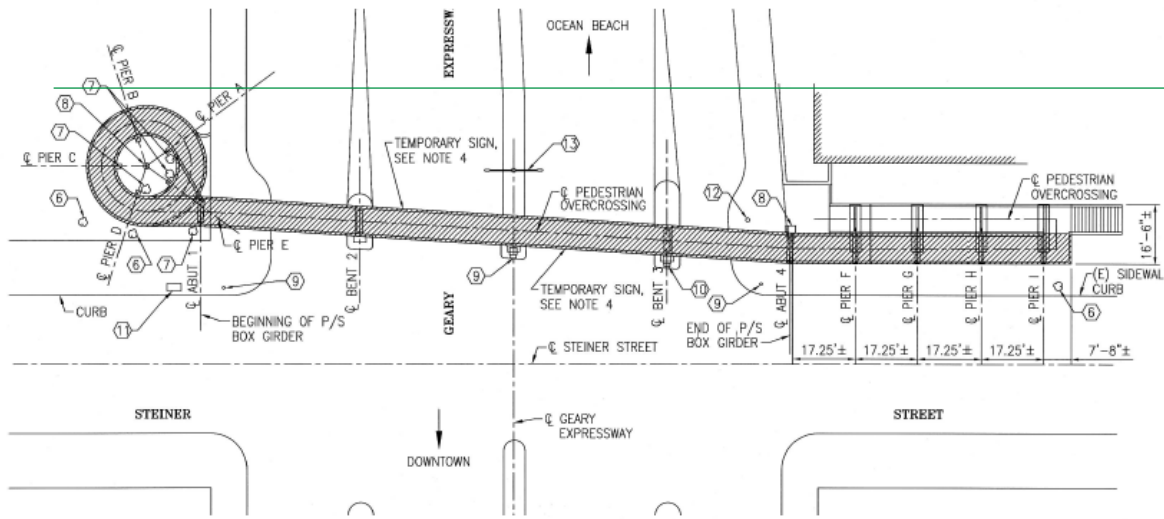 OCEAN BEACH
EXPRESSW
℄ PIER B
℄ PIER A
7
8
7
℄ PIER C
6
℄ PIER D
6
7
℄ PIER E
℄ ABUT 1
9
11
CURB
BEGINNING OF P/S
BOX GIRDER
℄ BENT 2
TEMPORARY SIGN,
SEE NOTE 4
13
℄ PEDESTRIAN
OVERCROSSING
9
TEMPORARY SIGN,
SEE NOTE 4
GEARY
℄ BENT 3
10
12
8
9
℄ ABUT 4
END OF P/S
BOX GIRDER
℄ PEDESTRIAN
OVERCROSSING
16'-6"±
℄ PIER F
℄ PIER G
℄ PIER H
℄ PIER I
(E) SIDEWAL
CURB
6
℄ STEINER STREET
17.25'±
17.25'±
17.25'±
17.25'±
7'-8"±
STEINER
STREET
℄ GEARY
EXPRESSWAY
DOWNTOWN